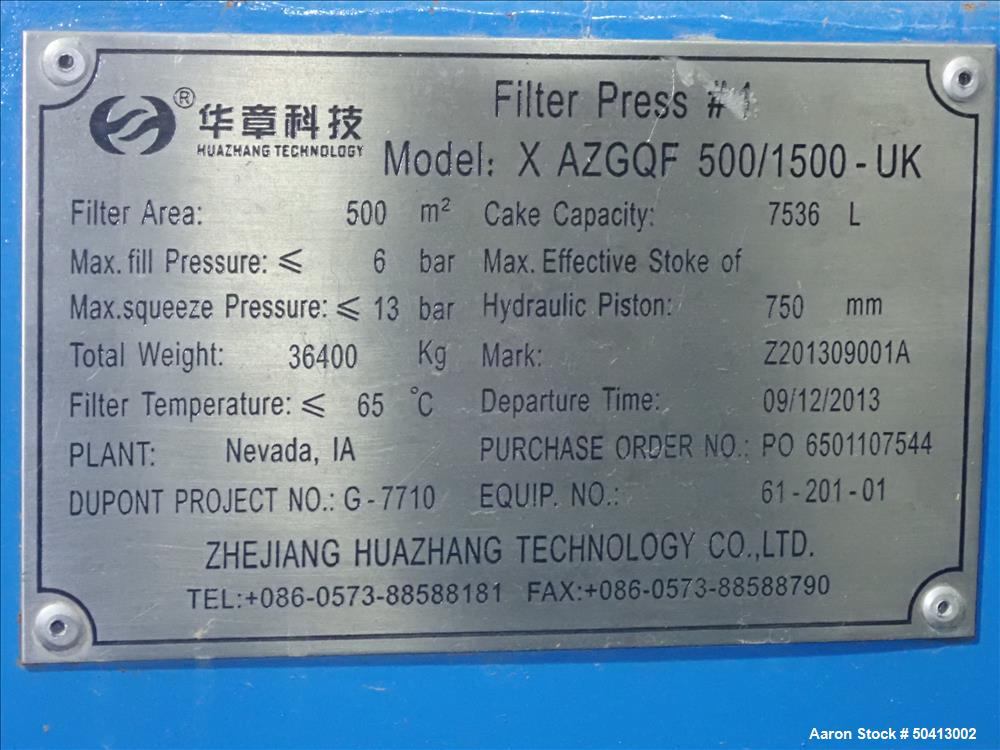 Filter Press #1
® 华章科技
HUAZHANG TECHNOLOGY
Model: X AZGQF 500/1500-UK
Filter Area: 500 m² Cake Capacity: 7536 L
Max. fill Pressure: ≤ 6 bar Max. Effective Stoke of
Max.squeeze Pressure: ≤ 13 bar Hydraulic Piston: 750 mm
Total Weight: 36400 Kg Mark: Z201309001A
Filter Temperature: ≤ 65 °C Departure Time: 09/12/2013
PLANT: Nevada, IA PURCHASE ORDER NO.: PO 6501107544
DUPONT PROJECT NO.: G-7710 EQUIP. NO.: 61-201-01
ZHEJIANG HUAZHANG TECHNOLOGY CO.,LTD.
TEL:+086-0573-88588181 FAX:+086-0573-88588790
Aaron Stock # 50413002